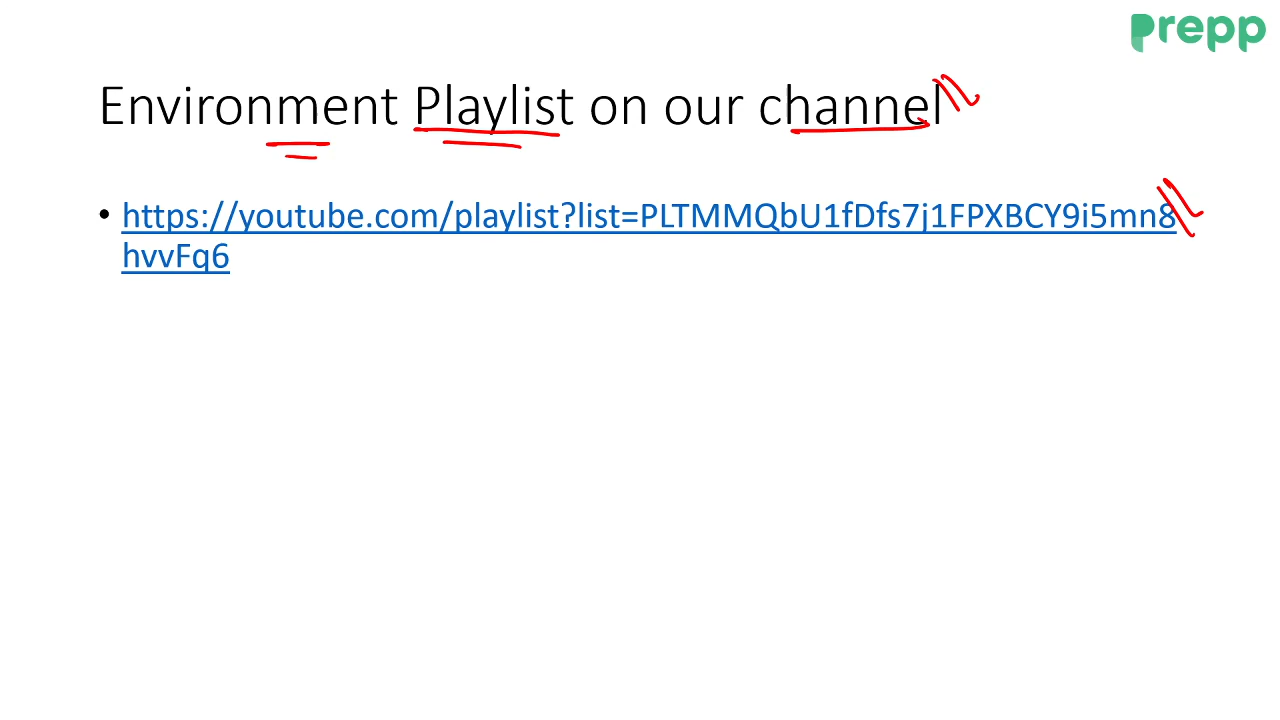 prepp
Environment Playlist on our channel
• https://youtube.com/playlist?list=PLTMMQbU1fDfs7j1FPXBCY9i5mn8
hvvFq6